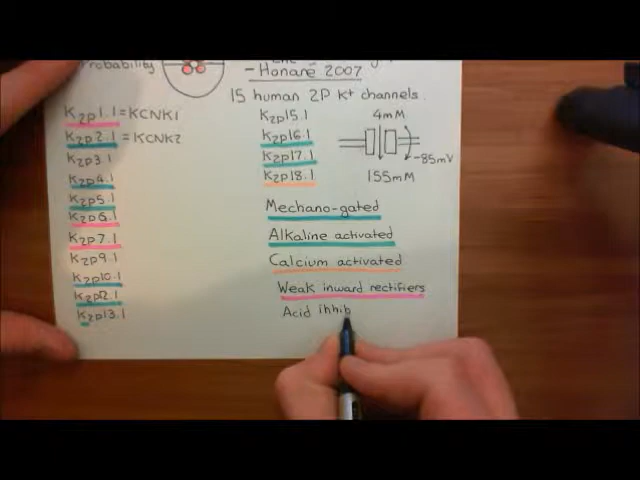 Probability
- Honaré 2007
15 human 2P K+ channels.
K2p1.1 = KCNK1
K2p2.1 = KCNK2
K2p3.1
K2p4.1
K2p5.1
K2p6.1
K2p7.1
K2p9.1
K2p10.1
K2p12.1
K2p13.1
K2p15.1
K2p16.1
K2p17.1
K2p18.1
4mM
-85mV
155mM
Mechano-gated
Alkaline activated
Calcium activated
Weak inward rectifiers
Acid inhib